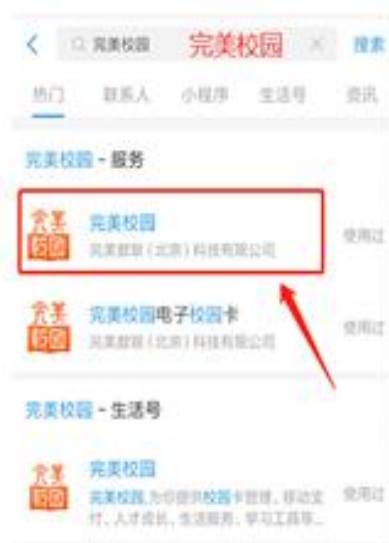 完美校园 完美校园 搜索
热门 联系人 小程序 生活号 资讯
完美校园 - 服务
完美校园
完美校园
完美数联（北京）科技有限公司
使用过
完美校园电子校园卡
完美校园
完美数联（北京）科技有限公司
使用过
完美校园 - 生活号
完美校园
完美校园
完美校园,为你提供校园卡管理、移动支
付、人才成长、生活服务、学习工具等...
使用过